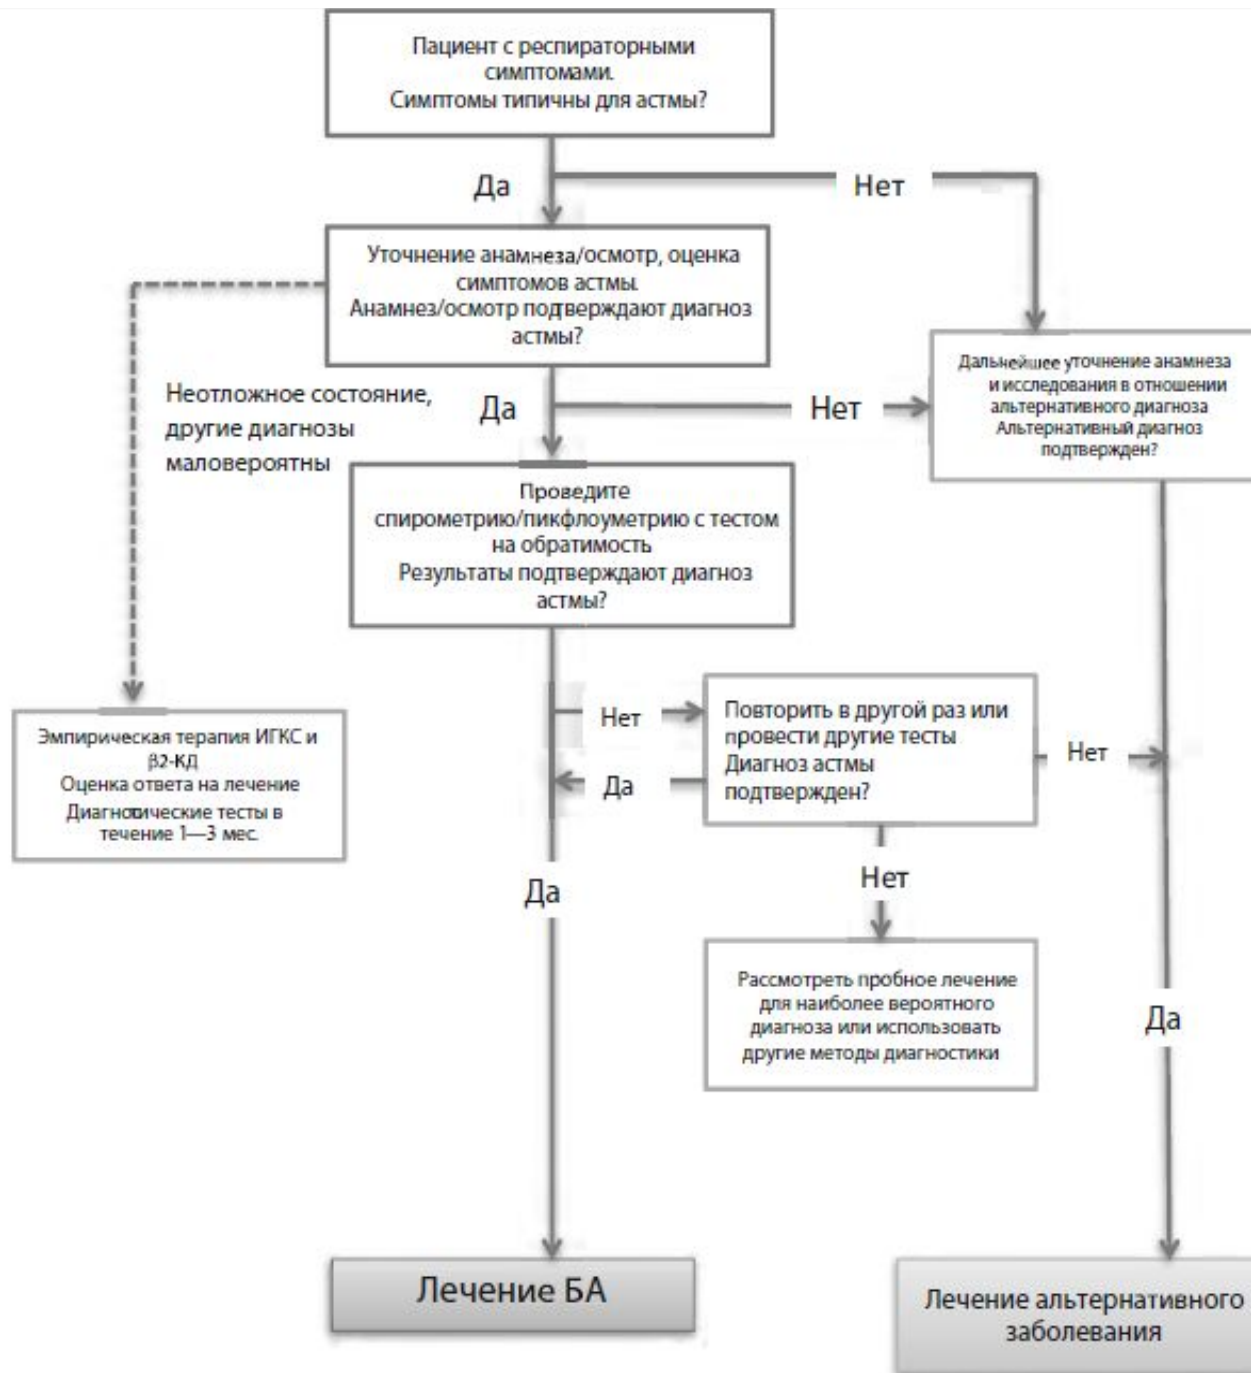 Пациент с респираторными
симптомами.
Симптомы типичны для астмы?
Да
Нет
Уточнение анамнеза/осмотр, оценка
симптомов астмы.
Анамнез/осмотр подтверждают диагноз
астмы?
Дальнейшее уточнение анамнеза
и исследования в отношении
альтернативного диагноза
Альтернативный диагноз
подтвержден?
Неотложное состояние,
другие диагнозы
маловероятны
Да
Нет
Проведите
спирометрию/пикфлоуметрию с тестом
на обратимость
Результаты подтверждают диагноз
астмы?
Эмпирическая терапия ИГКС и
β2-КД
Оценка ответа на лечение
Диагностические тесты в
течение 1—3 мес.
Нет
Да
Повторить в другой раз или
провести другие тесты
Диагноз астмы
подтвержден?
Нет
Да
Нет
Рассмотреть пробное лечение
для наиболее вероятного
диагноза или использовать
другие методы диагностики
Да
Лечение БА
Лечение альтернативного
заболевания